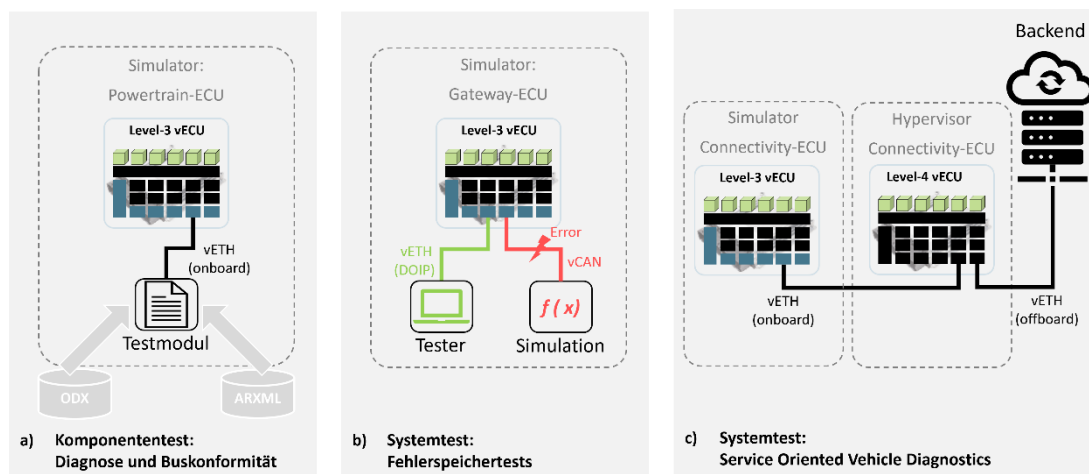 Simulator:
Powertrain-ECU
Level-3 vECU
vETH
(onboard)
Testmodul
ODX
ARXML
a) Komponententest:
Diagnose und Buskonformität
Simulator:
Gateway-ECU
Level-3 vECU
Error
vETH
(DOIP)
vCAN
f ( x )
Tester
Simulation
b) Systemtest:
Fehlerspeichertests
Backend
Simulator
Connectivity-ECU
Level-3 vECU
Hypervisor
Connectivity-ECU
Level-4 vECU
vETH
(onboard)
vETH
(offboard)
c) Systemtest:
Service Oriented Vehicle Diagnostics